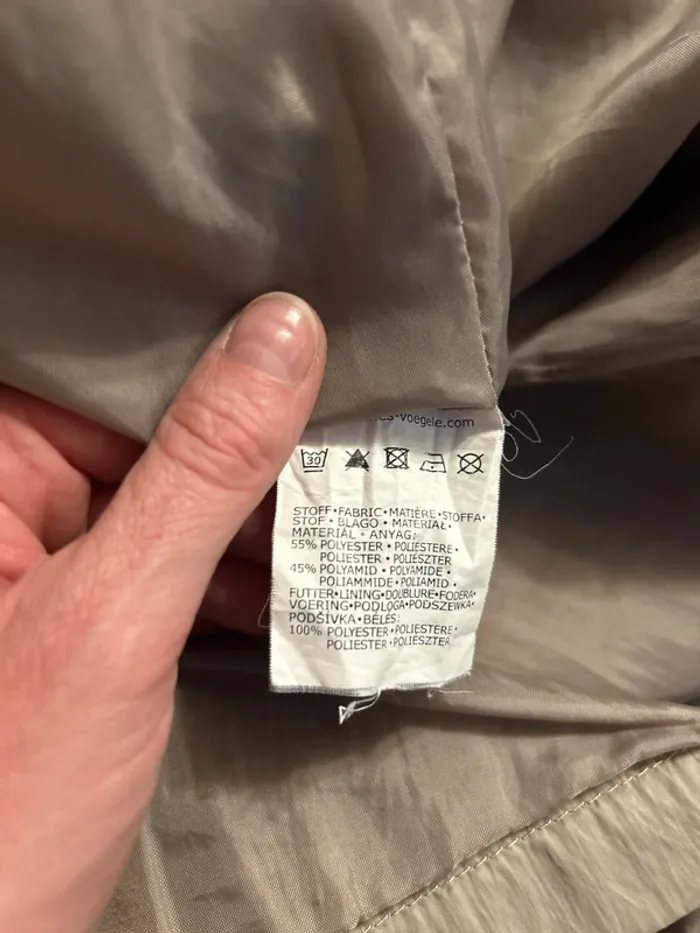 es-voegele.com
30
STOFF•FABRIC•MATIÈRE•STOFFA•
STOF • BLAGO • MATERIAŁ•
MATERIÁL • ANYAG:
55% POLYESTER • POLIESTERE •
POLIESTER • POLIÉSZTER
45% POLYAMID • POLYAMIDE •
POLIAMMIDE•POLIAMID •
FUTTER•LINING•DOUBLURE•FODERA•
VOERING•PODLOGA•PODSZEWKA•
PODŠÍVKA•BÉLÉS:
100% POLYESTER•POLIESTERE•
POLIESTER•POLIÉSZTER